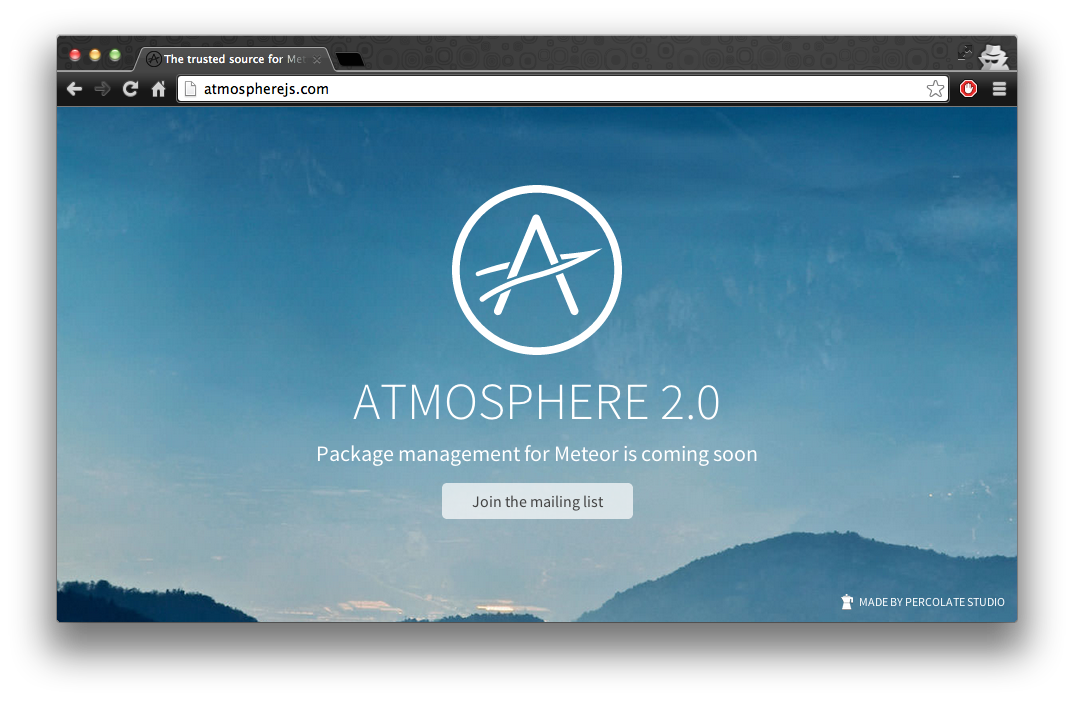 The trusted source for Met
atmospherejs.com
ATMOSPHERE 2.0
Package management for Meteor is coming soon
Join the mailing list
MADE BY PERCOLATE STUDIO